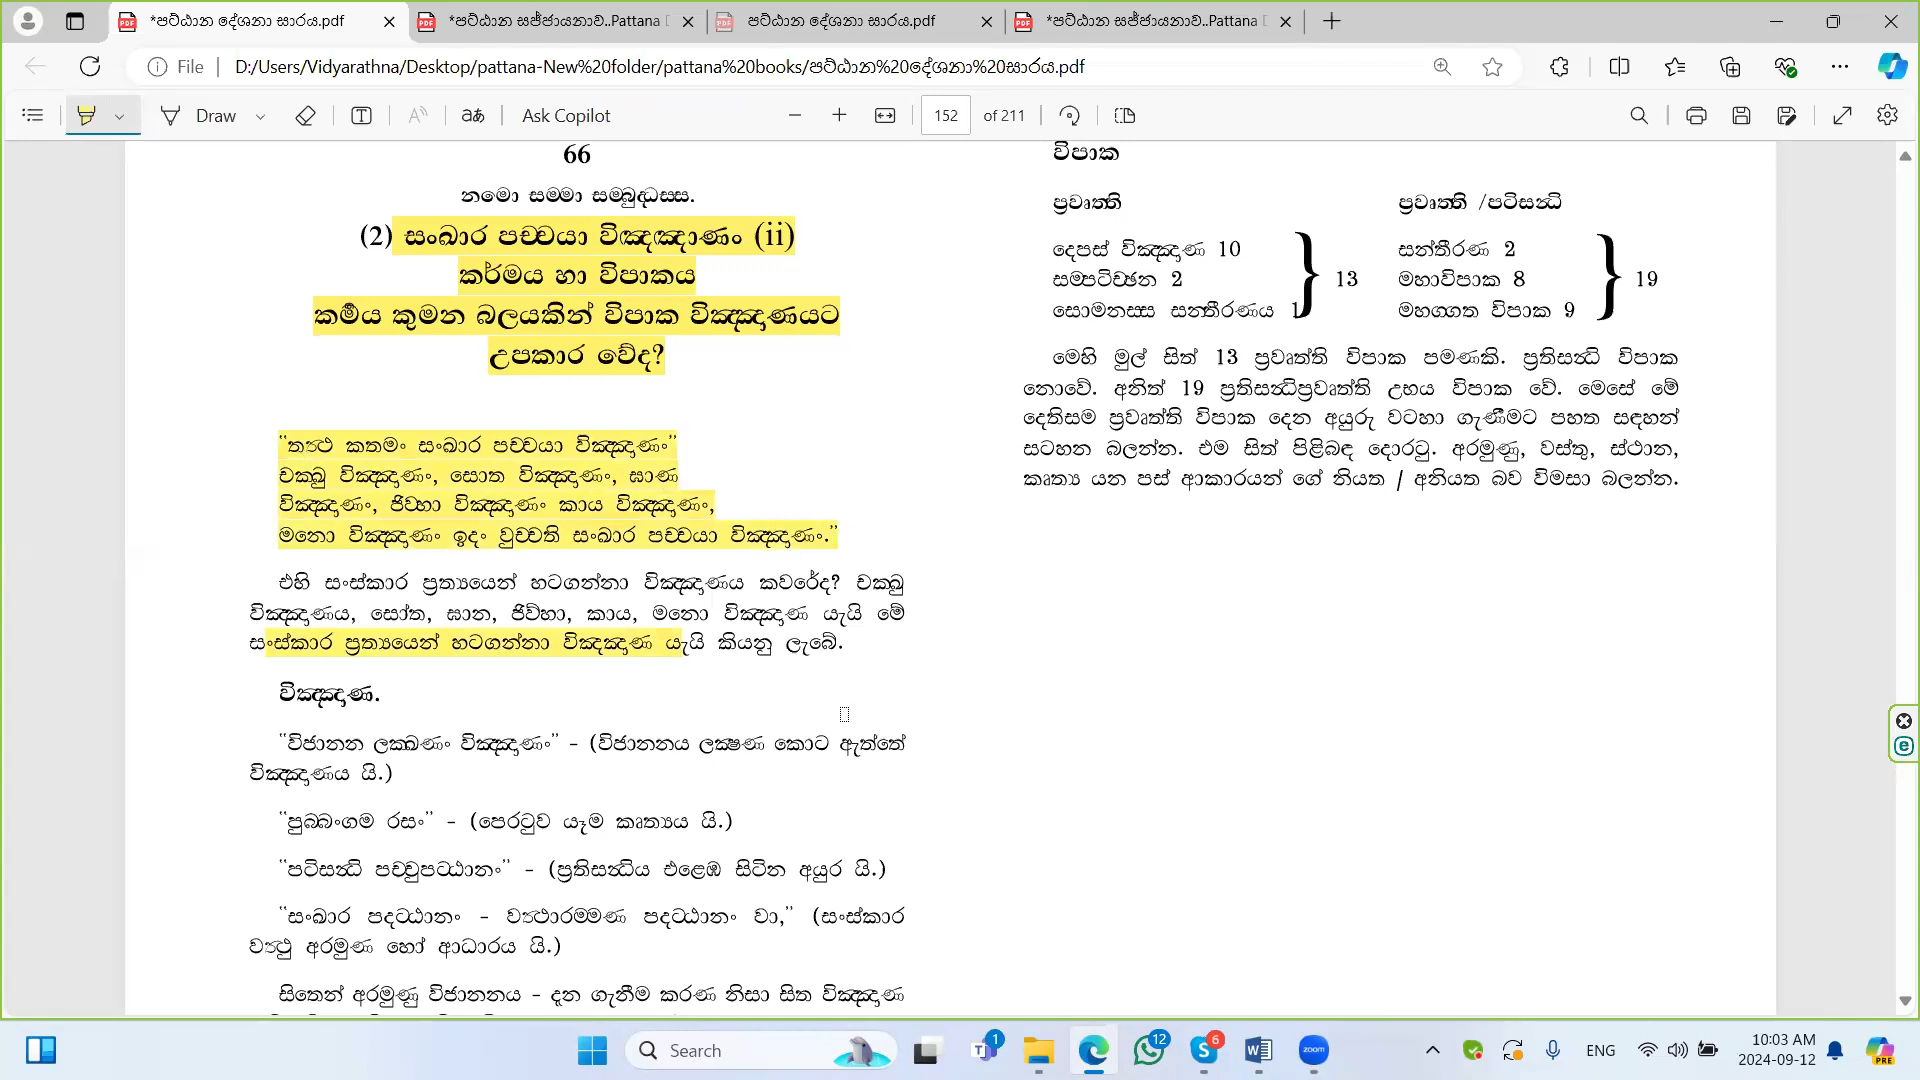 *පට්ඨාන දේශනා සාරය.pdf
*පට්ඨාන සජ්ඣායනාව..Pattana
පට්ඨාන දේශනා සාරය.pdf
*පට්ඨාන සජ්ඣායනාව..Pattana
File
D:/Users/Vidyarathna/Desktop/pattana-New%20folder/pattana%20books/පට්ඨාන%20දේශනා%20සාරය.pdf
Draw
Ask Copilot
152 of 211
66
නමො සම්මා සම්බුද්ධස්ස.
(2) සංඛාර පච්චයා විඤ්ඤාණං (ii)
කර්මය හා විපාකය
කර්‍මය කුමන බලයකින් විපාක විඤ්ඤාණයට
උපකාර වේද?
“තත්‍ථ කතමං සංඛාර පච්චයා විඤ්ඤාණං”
චක්ඛු විඤ්ඤාණං, සොත විඤ්ඤාණං, ඝාණ
විඤ්ඤාණං, ජිව්හා විඤ්ඤාණං කාය විඤ්ඤාණං,
මනො විඤ්ඤාණං ඉදං වුච්චති සංඛාර පච්චයා විඤ්ඤාණං.”
එහි සංස්කාර ප්‍රත්‍යයෙන් හටගන්නා විඤ්ඤාණය කවරේද? චක්ඛු
විඤ්ඤාණය, සෝත, ඝාන, ජිව්හා, කාය, මනො විඤ්ඤාණ යැයි මේ
සංස්කාර ප්‍රත්‍යයෙන් හටගන්නා විඤ්ඤාණ යැයි කියනු ලැබේ.
විඤ්ඤාණ.
“විජානන ලක්ඛණං විඤ්ඤාණං” - (විජානනය ලක්‍ෂණ කොට ඇත්තේ
විඤ්ඤාණය යි.)
“පුබ්බංගම රසං” - (පෙරටුව යෑම කෘත්‍යය යි.)
“පටිසන්‍ධි පච්චුපට්ඨානං” - (ප්‍රතිසන්‍ධිය එළෙඹ සිටින අයුර යි.)
“සංඛාර පදට්ඨානං - වත්‍ථාරම්මණ පදට්ඨානං වා,” (සංස්කාර
වත්‍ථු අරමුණ හෝ ආධාරය යි.)
සිතෙන් අරමුණු විජානනය - දැන ගැනීම කරණ නිසා සිත විඤ්ඤාණ
විපාක
ප්‍රවෘත්ති
ප්‍රවෘත්ති /පටිසන්‍ධි
දෙපස් විඤ්ඤාණ 10
සම්පටිච්ඡන 2
සොමනස්ස සන්තීරණය 1
13
සන්තීරණ 2
මහාවිපාක 8
මහග්ගත විපාක 9
19
මෙහි මුල් සිත් 13 ප්‍රවෘත්ති විපාක පමණකි. ප්‍රතිසන්‍ධි විපාක
නොවේ. අනිත් 19 ප්‍රතිසන්‍ධිප්‍රවෘත්ති උභය විපාක වේ. මෙසේ මේ
දෙතිසම ප්‍රවෘත්ති විපාක දෙන අයුරු වටහා ගැණීමට පහත සඳහන්
සටහන බලන්න. එම සිත් පිළිබඳ දොරටු. අරමුණු, වස්තු, ස්ථාන,
කෘත්‍ය යන පස් ආකාරයන් ගේ නියත / අනියත බව විමසා බලන්න.
Search
1
12
6
zoom
ENG
10:03 AM
2024-09-12
PRE